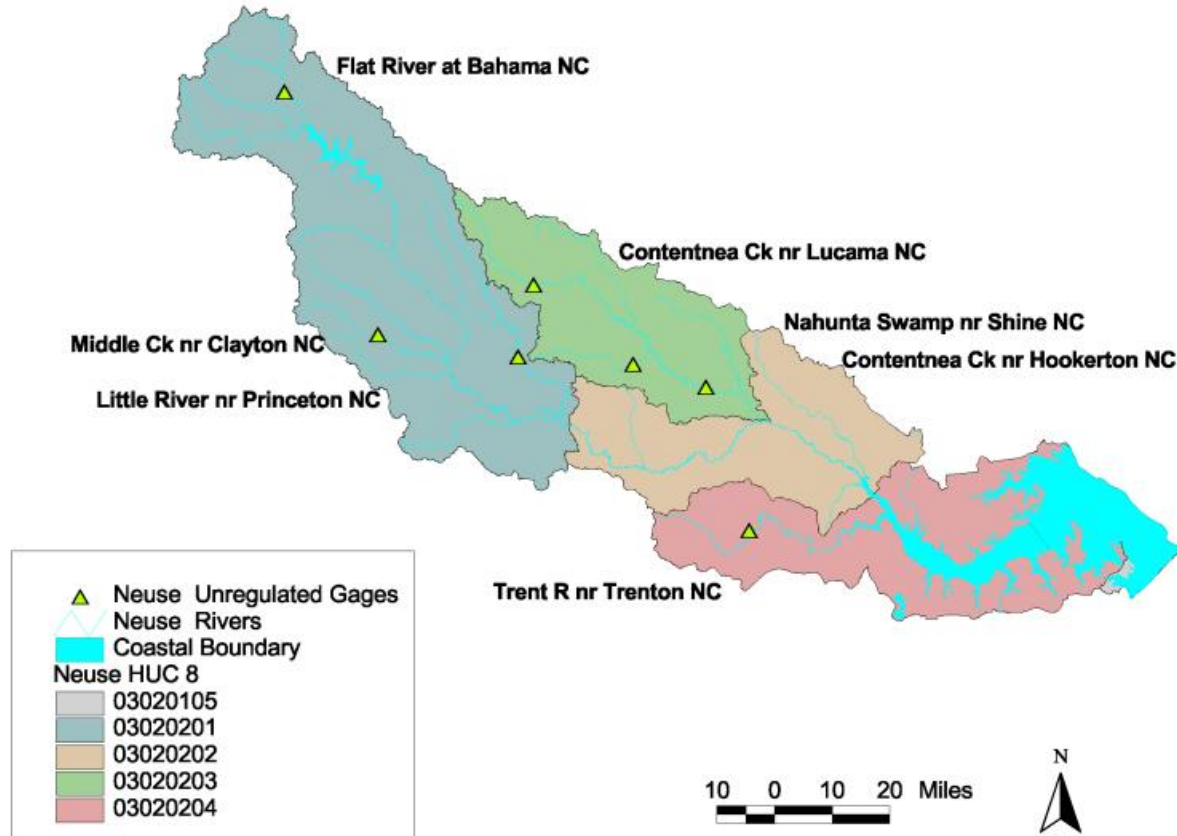 Flat River at Bahama NC
Contentnea Ck nr Lucama NC
Nahunta Swamp nr Shine NC
Middle Ck nr Clayton NC
Contentnea Ck nr Hookerton NC
Little River nr Princeton NC
Trent R nr Trenton NC
Neuse Unregulated Gages
Neuse Rivers
Coastal Boundary
Neuse HUC 8
03020105
03020201
03020202
03020203
03020204
10 0 10 20 Miles
N